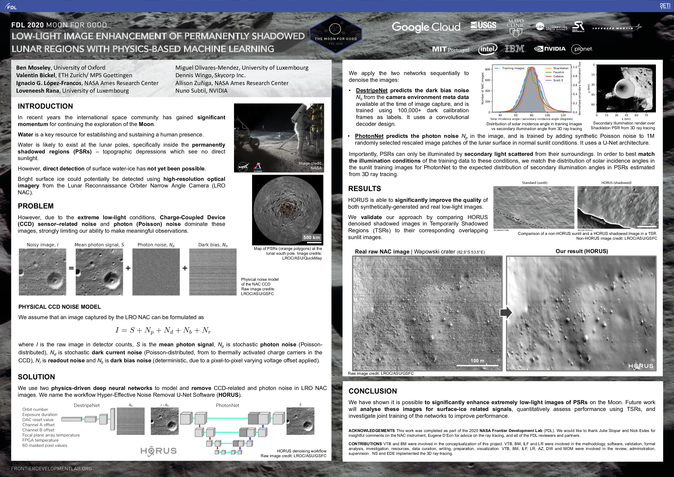 FDL
SETI
FDL 2020 MOON FOR GOOD
LOW-LIGHT IMAGE ENHANCEMENT OF PERMANENTLY SHADOWED
LUNAR REGIONS WITH PHYSICS-BASED MACHINE LEARNING
THE MOON FOR GOOD
Google Cloud
USGS
MIT Portugal
intel
IBM
NVIDIA
planet
Ben Moseley, University of Oxford
Valentin Bickel, ETH Zurich/ MPS Goettingen
Ignacio G. López-Francos, NASA Ames Research Center
Loveneesh Rana, University of Luxembourg
Miguel Olivares-Mendez, University of Luxembourg
Dennis Wingo, Skycorp Inc.
Allison Zuniga, NASA Ames Research Center
Nuno Subtil, NVIDIA
INTRODUCTION
In recent years the international space community has gained significant
momentum for continuing the exploration of the Moon.
Water is a key resource for establishing and sustaining a human presence.
Water is likely to exist at the lunar poles, specifically inside the permanently
shadowed regions (PSRs) – topographic depressions which see no direct
sunlight.
However, direct detection of surface water-ice has not yet been possible.
Bright surface ice could potentially be detected using high-resolution optical
imagery from the Lunar Reconnaissance Orbiter Narrow Angle Camera (LRO
NAC).
Image credit:
NASA
PROBLEM
However, due to the extreme low-light conditions, Charge-Coupled Device
(CCD) sensor-related noise and photon (Poisson) noise dominate these
images, strongly limiting our ability to make meaningful observations.
500 km
Map of PSRs (orange polygons) at the
lunar south pole. Image credits:
LROC/ASU/QuickMap
Noisy image, I
Mean photon signal, S
Photon noise, Np
Dark bias, Nb
= + +
Physical noise model
of the NAC CCD
Raw image credits:
LROC/ASU/GSFC
PHYSICAL CCD NOISE MODEL
We assume that an image captured by the LRO NAC can be formulated as
I = S + Np + Nd + Nb + Nr
where I is the raw image in detector counts, S is the mean photon signal, Np is stochastic photon noise (Poisson-
distributed), Nd is stochastic dark current noise (Poisson-distributed, from to thermally activated charge carriers in the
CCD), Nr is readout noise and Nb is dark bias noise (deterministic, due to a pixel-to-pixel varying voltage offset applied).
SOLUTION
We use two physics-driven deep neural networks to model and remove CCD-related and photon noise in LRO NAC
images. We name the workflow Hyper-Effective Noise Removal U-Net Software (HORUS).
DestripeNet
PhotonNet
Orbit number
Exposure duration
DAC reset value
Channel A offset
Channel B offset
Focal plane array temperature
FPGA temperature
60 masked pixel values
HORUS
HORUS denoising workflow
Raw image credit: LROC/ASU/GSFC
FRONTIERDEVELOPMENTLAB.ORG
We apply the two networks sequentially to
denoise the images:
• DestripeNet predicts the dark bias noise
Nb from the camera environment meta data
available at the time of image capture, and is
trained using 100,000+ dark calibration
frames as labels. It uses a convolutional
decoder design.
Distribution of solar incidence angle in training images
vs secondary illumination angle from 3D ray tracing
Secondary illumination render over
Shackleton PSR from 3D ray tracing
• PhotonNet predicts the photon noise Np in the image, and is trained by adding synthetic Poisson noise to 1M
randomly selected rescaled image patches of the lunar surface in normal sunlit conditions. It uses a U-Net architecture.
Importantly, PSRs can only be illuminated by secondary light scattered from their surroundings. In order to best match
the illumination conditions of the training data to these conditions, we match the distribution of solar incidence angles in
the sunlit training images for PhotonNet to the expected distribution of secondary illumination angles in PSRs estimated
from 3D ray tracing.
RESULTS
HORUS is able to significantly improve the quality of
both synthetically-generated and real low-light images.
We validate our approach by comparing HORUS
denoised shadowed images in Temporarily Shadowed
Regions (TSRs) to their corresponding overlapping
sunlit images.
Standard (sunlit)
HORUS (shadowed)
Comparison of a non-HORUS sunlit and a HORUS shadowed image in a TSR
Non-HORUS image credit: LROC/ASU/GSFC
Real raw NAC image | Wapowski crater
Our result (HORUS)
100 m
HORUS
Raw image credit: LROC/ASU/GSFC
CONCLUSION
We have shown it is possible to significantly enhance extremely low-light images of PSRs on the Moon. Future work
will analyse these images for surface-ice related signals, quantitatively assess performance using TSRs, and
investigate joint training of the networks to improve performance.
ACKNOWLEDGEMENTS This work was completed as part of the 2020 NASA Frontier Development Lab (FDL). We would like to thank Julie Stopar and Nick Estes for
insightful comments on the NAC instrument, Eugene D'Eon for advice on the ray tracing, and all of the FDL reviewers and partners.
CONTRIBUTIONS VTB and BM were involved in the conceptualization of this project. VTB, BM, ILF and LR were involved in the methodology, software, validation, formal
analysis, investigation, resources, data curation, writing, preparation, visualization. VTB, BM, ILF, LR, AZ, DW and MOM were involved in the review, administration,
supervision. NS and EDE implemented the 3D ray tracing.